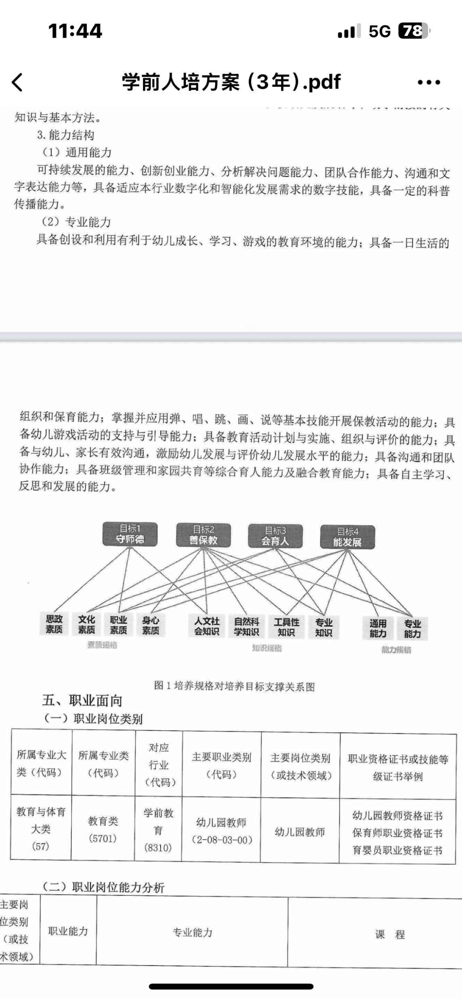 11:44
5G 78
学前人培方案（3年）.pdf
知识与基本方法。
3.能力结构
（1）通用能力
可持续发展的能力、创新创业能力、分析解决问题能力、团队合作能力、沟通和文
字表达能力等，具备适应本行业数字化和智能化发展需求的数字技能，具备一定的科普
传播能力。
（2）专业能力
具备创设和利用有利于幼儿成长、学习、游戏的教育环境的能力；具备一日生活的
组织和保育能力；掌握并应用弹、唱、跳、画、说等基本技能开展保教活动的能力；具
备幼儿游戏活动的支持与引导能力；具备教育活动计划与实施、组织与评价的能力；具
备与幼儿、家长有效沟通，激励幼儿发展与评价幼儿发展水平的能力；具备沟通和团队
协作能力；具备班级管理和家园共育等综合育人能力及融合教育能力；具备自主学习、
反思和发展的能力。
目标1
守师德
目标2
善保教
目标3
会育人
目标4
能发展
思政
素质
文化
素质
职业
素质
身心
素质
人文社
会知识
自然科
学知识
工具性
知识
专业
知识
通用
能力
专业
能力
素质规格
知识规格
能力规格
图 1 培养规格对培养目标支撑关系图
五、职业面向
（一）职业岗位类别
所属专业大
类（代码）
所属专业类
（代码）
对应
行业
（代码）
主要职业类别
（代码）
主要岗位类别
（或技术领域）
职业资格证书或技能等
级证书举例
教育与体育
大类
(57)
教育类
(5701)
学前教
育
(8310)
幼儿园教师
（2-08-03-00）
幼儿园教师
幼儿园教师资格证书
保育师职业资格证书
育婴员职业资格证书
（二）职业岗位能力分析
主要岗
位类别
（或技
术领域）
职业能力
专业能力
课 程